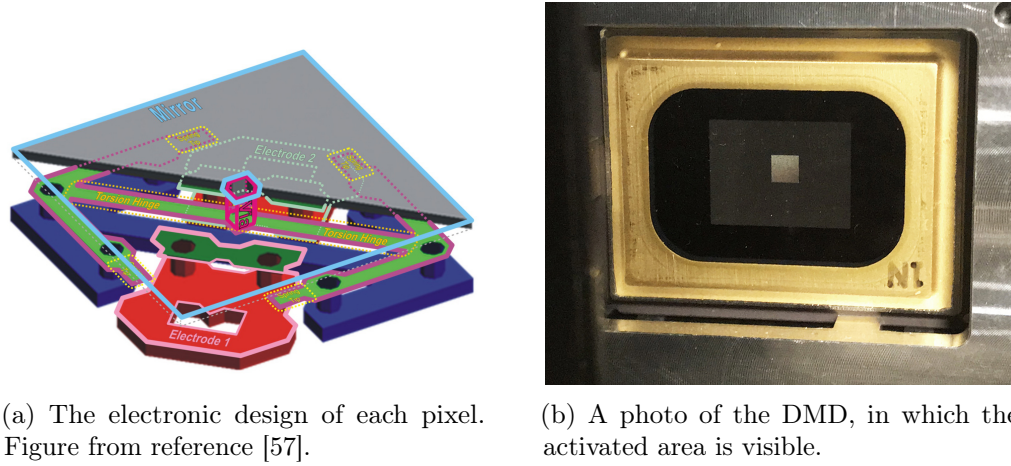 Mirror
Electrode 2
Torsion Hinge
Torsion Hinge
Electrode 1
N1
(a) The electronic design of each pixel.
Figure from reference [57].
(b) A photo of the DMD, in which the
activated area is visible.